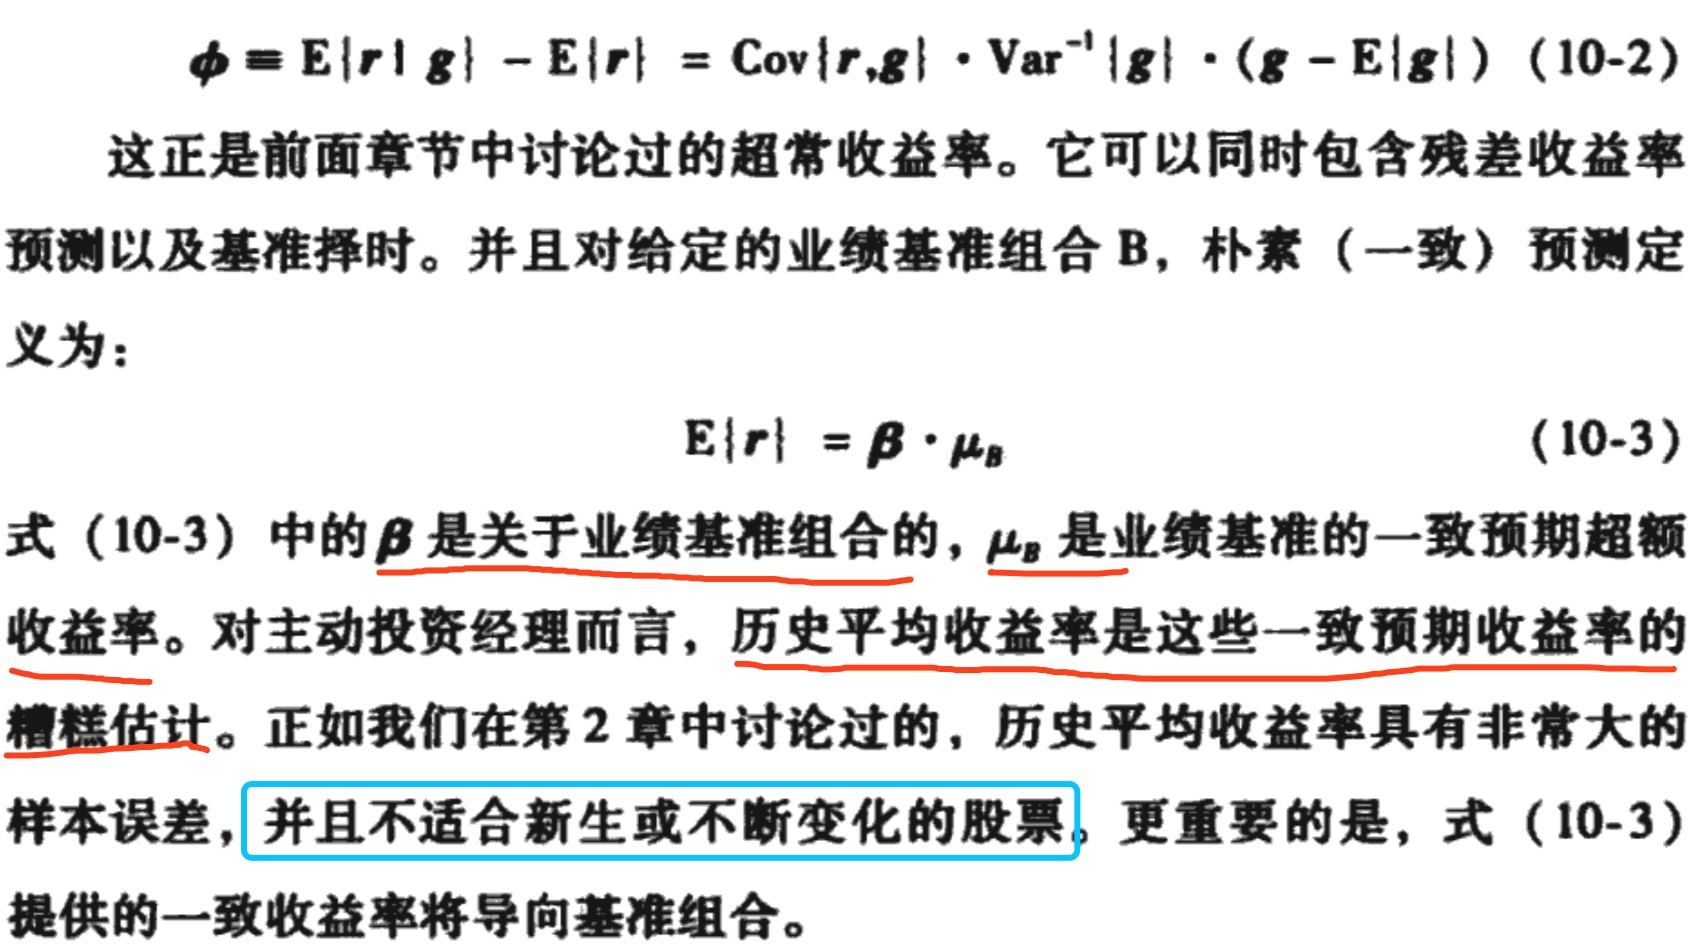 ϕ ≡ E{r | g} - E{r} = Cov{r,g} · Var⁻¹{g} · (g - E{g}) (10-2)
这正是前面章节中讨论过的超常收益率。它可以同时包含残差收益率
预测以及基准择时。并且对给定的业绩基准组合 B，朴素（一致）预测定
义为：
E{r} = β · μ_B (10-3)
式（10-3）中的 β 是关于业绩基准组合的，μ_B 是业绩基准的一致预期超额
收益率。对主动投资经理而言，历史平均收益率是这些一致预期收益率的
糟糕估计。正如我们在第 2 章中讨论过的，历史平均收益率具有非常大的
样本误差，并且不适合新生或不断变化的股票。更重要的是，式（10-3）
提供的一致收益率将导向基准组合。